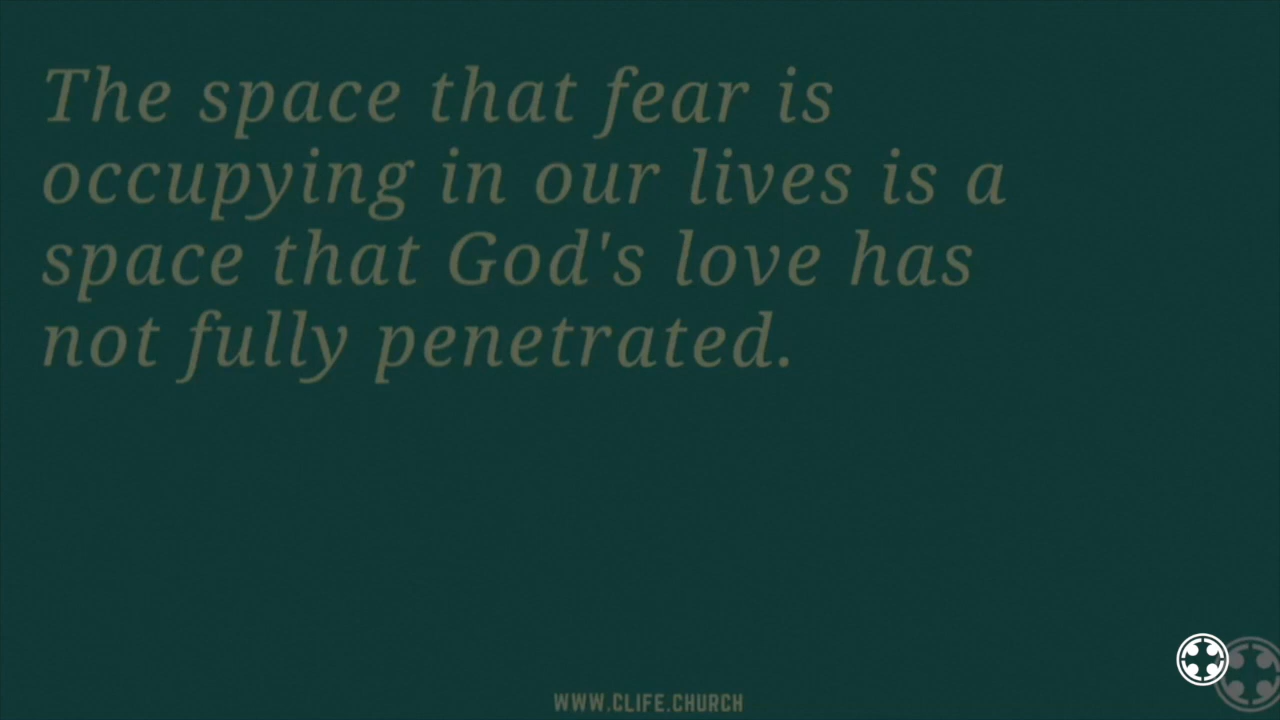 The space that fear is
occupying in our lives is a
space that God's love has
not fully penetrated.
WWW.CLIFE.CHURCH